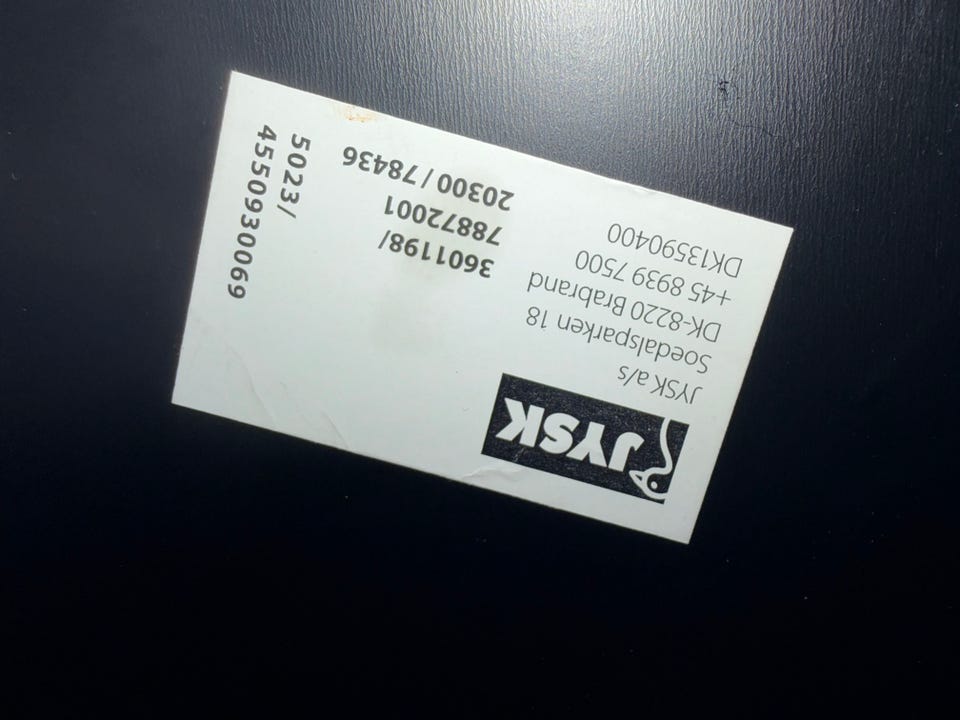 JYSK
JYSK a/s
Soedalsparken 18
DK-8220 Brabrand
+45 8939 7500
DK13590400
3601198/
78872001
20300 / 78436
5023/
4550930069